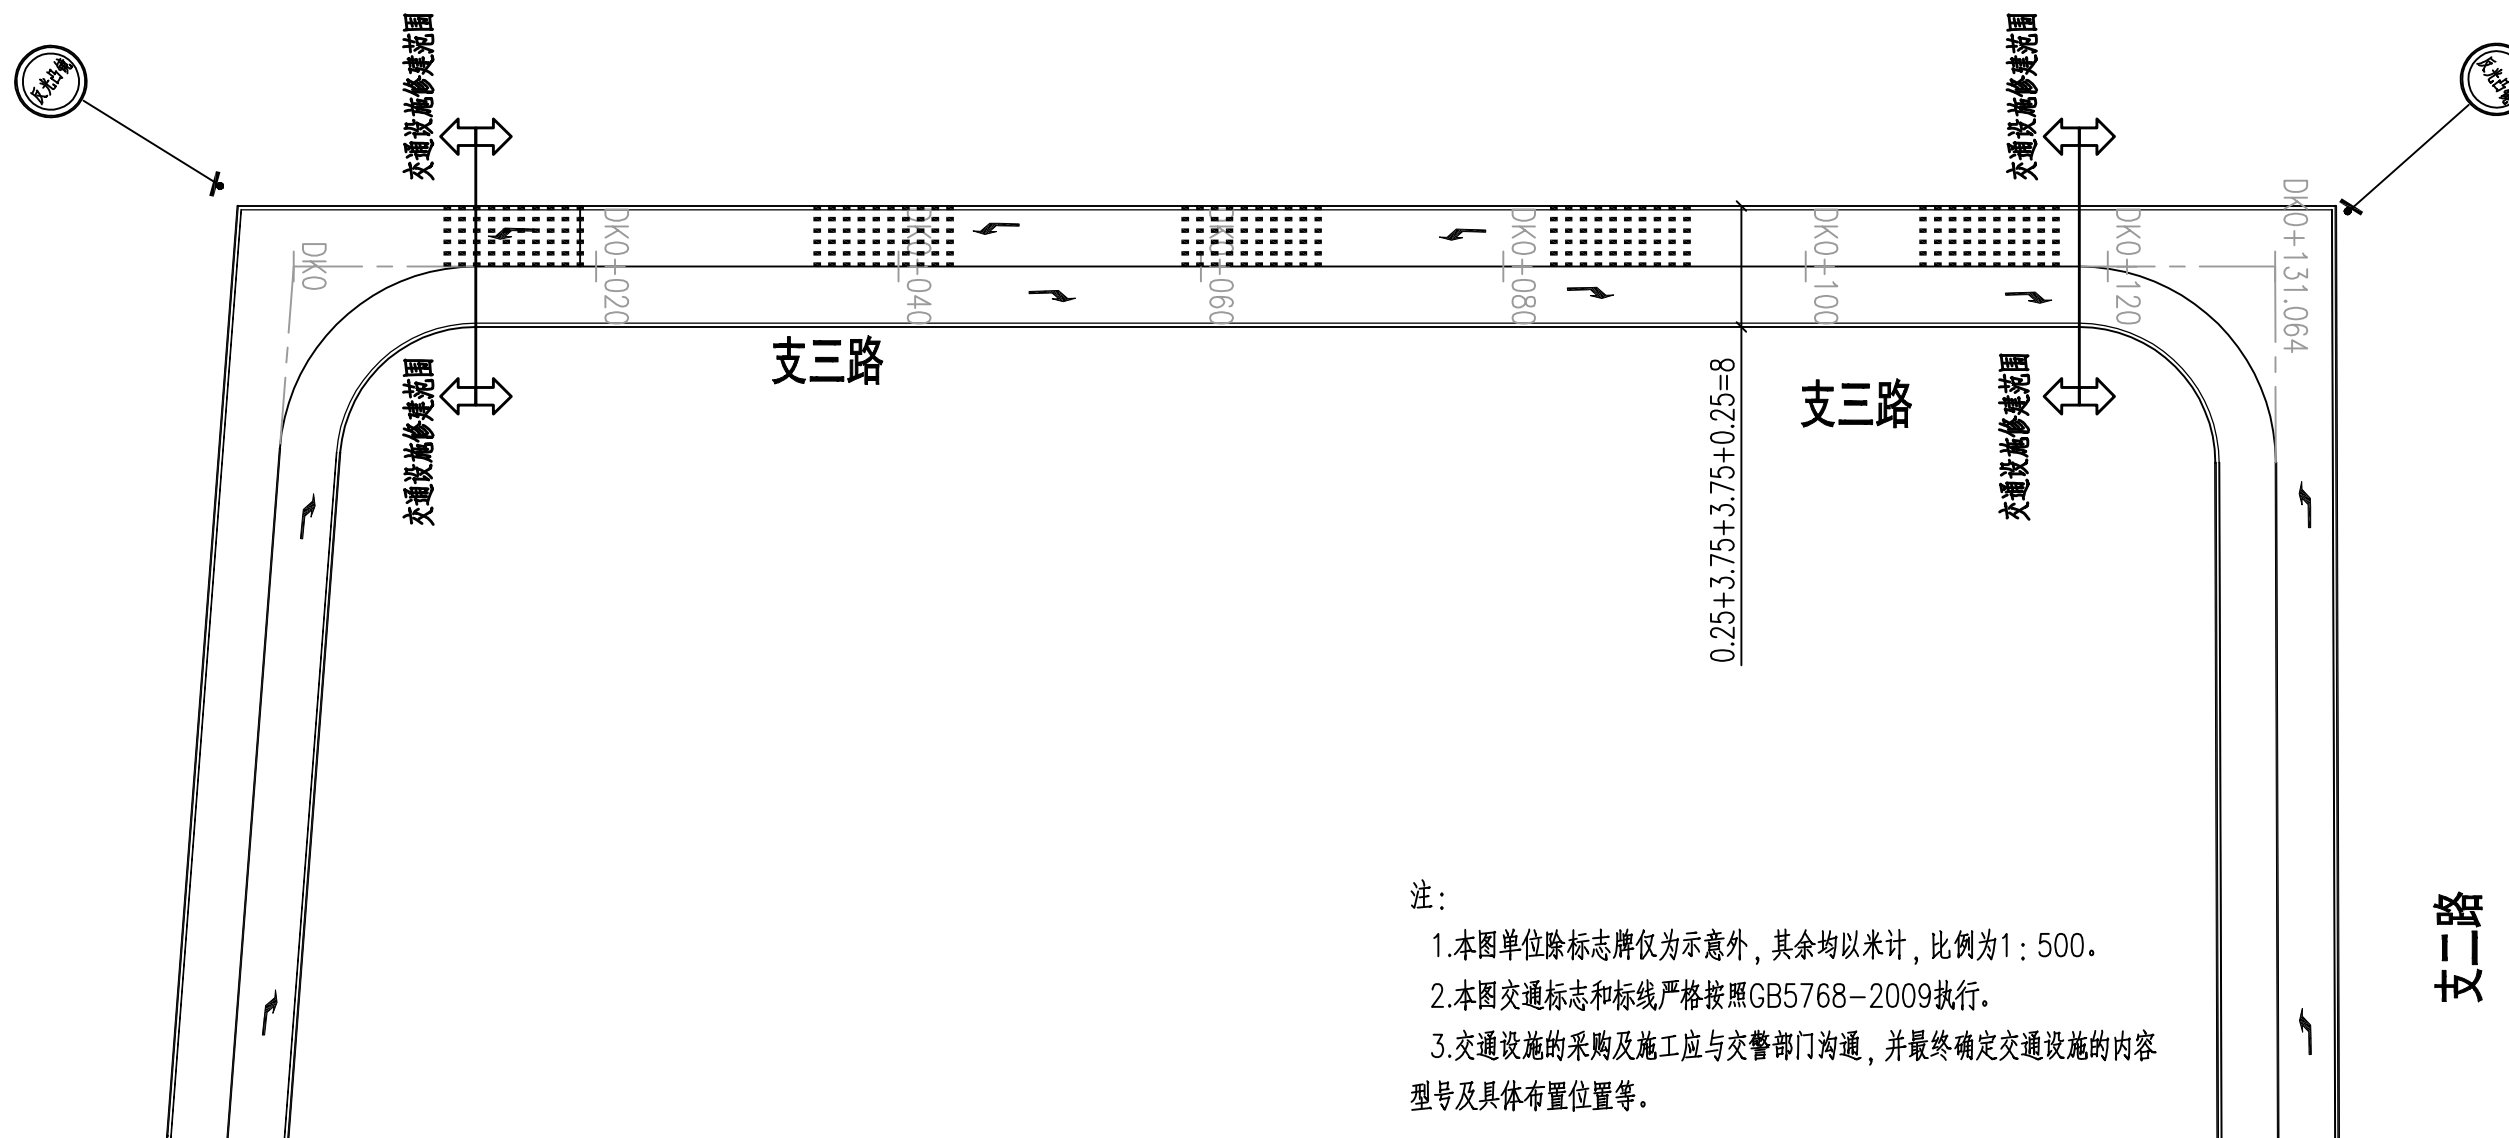 反光凸镜
交通设施修建范围
交通设施修建范围
反光凸镜
DK0
DK0+020
DK0+040
DK0+060
DK0+080
DK0+100
DK0+120
DK0+131.064
交通设施修建范围
支三路
0.25+3.75+3.75+0.25=8
支三路
交通设施修建范围
支二路
注：
1.本图单位除标志牌仅为示意外，其余均以米计，比例为1：500。
2.本图交通标志和标线严格按照GB5768-2009执行。
3.交通设施的采购及施工应与交警部门沟通，并最终确定交通设施的内容
型号及具体布置位置等。